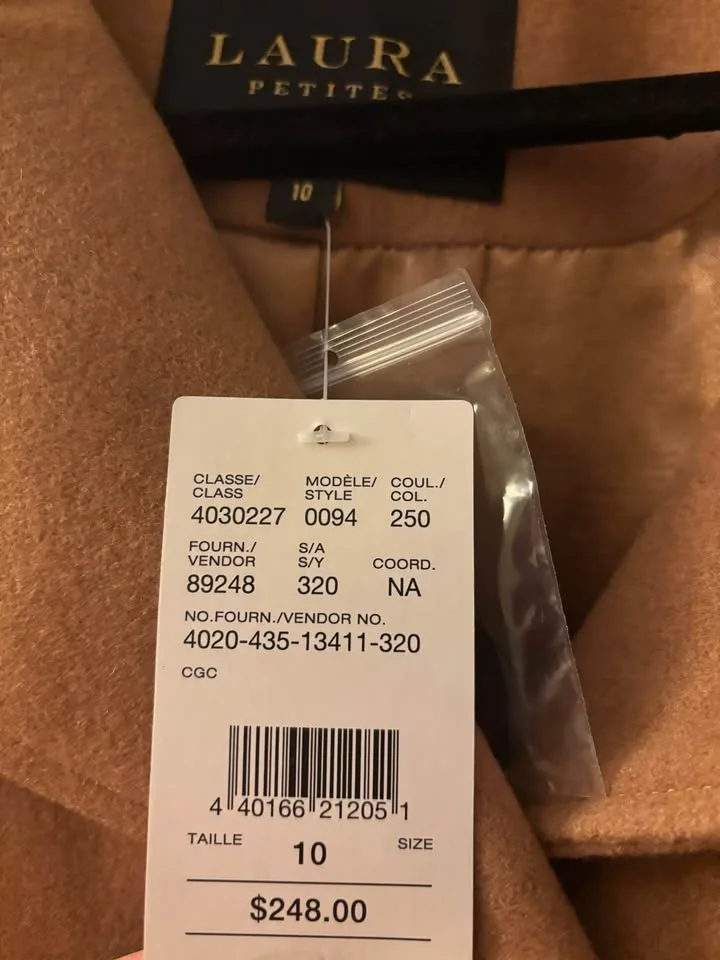 LAURA
PETITES
10
CLASSE/ MODÈLE/ COUL./
CLASS STYLE COL.
4030227 0094 250
FOURN./ S/A
VENDOR S/Y COORD.
89248 320 NA
NO.FOURN./VENDOR NO.
4020-435-13411-320
CGC
4 40166 21205 1
TAILLE 10 SIZE
$248.00